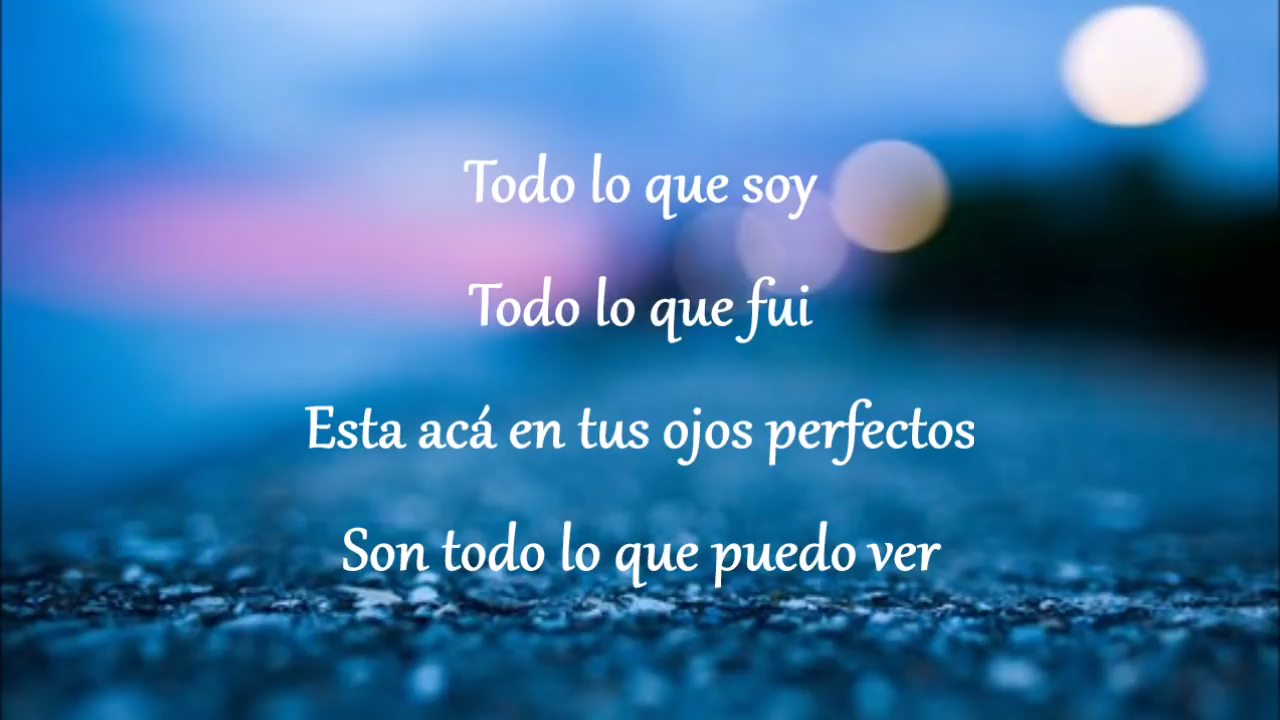 Todo lo que soy
Todo lo que fui
Esta acá en tus ojos perfectos
Son todo lo que puedo ver